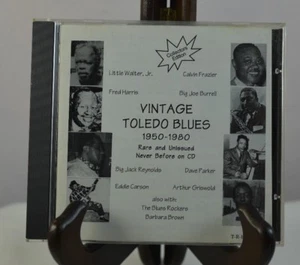 Collectors
Edition
Little Walter, Jr.
Calvin Frazier
Fred Harris
Big Joe Burrell
VINTAGE
TOLEDO BLUES
1950-1980
Rare and Unissued
Never Before on CD
Big Jack Reynolds
Dave Parker
Eddie Carson
Arthur Griswold
also with:
The Blues Rockers
Barbara Brown